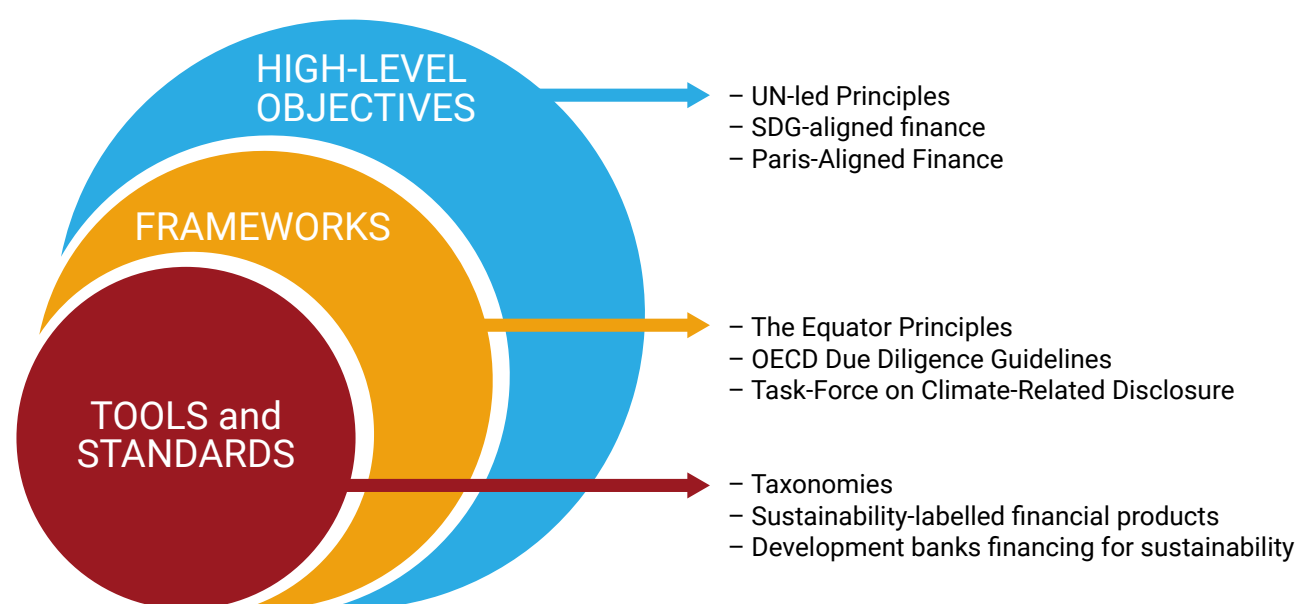 HIGH-LEVEL
OBJECTIVES
– UN-led Principles
– SDG-aligned finance
– Paris-Aligned Finance
FRAMEWORKS
– The Equator Principles
– OECD Due Diligence Guidelines
– Task-Force on Climate-Related Disclosure
TOOLS and
STANDARDS
– Taxonomies
– Sustainability-labelled financial products
– Development banks financing for sustainability